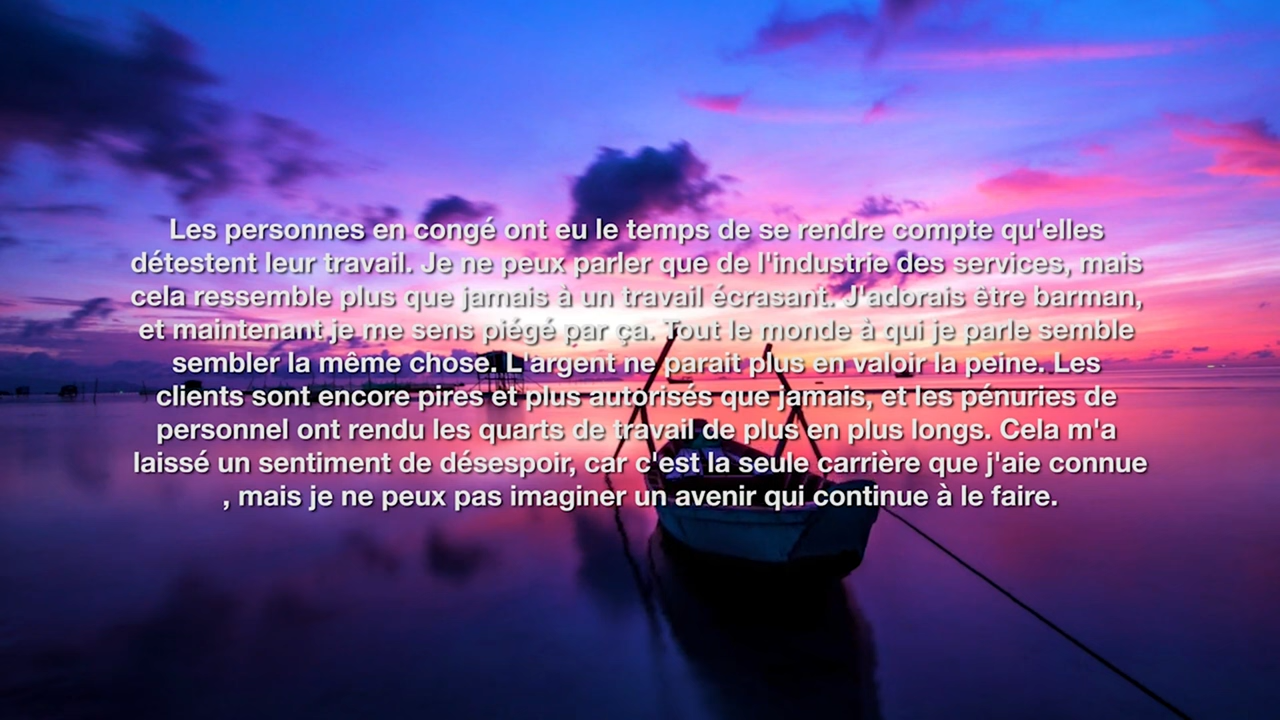 Les personnes en congé ont eu le temps de se rendre compte qu'elles
détestent leur travail. Je ne peux parler que de l'industrie des services, mais
cela ressemble plus que jamais à un travail écrasant. J'adorais être barman,
et maintenant je me sens piégé par ça. Tout le monde à qui je parle semble
sembler la même chose. L'argent ne parait plus en valoir la peine. Les
clients sont encore pires et plus autorisés que jamais, et les pénuries de
personnel ont rendu les quarts de travail de plus en plus longs. Cela m'a
laissé un sentiment de désespoir, car c'est la seule carrière que j'aie connue
, mais je ne peux pas imaginer un avenir qui continue à le faire.